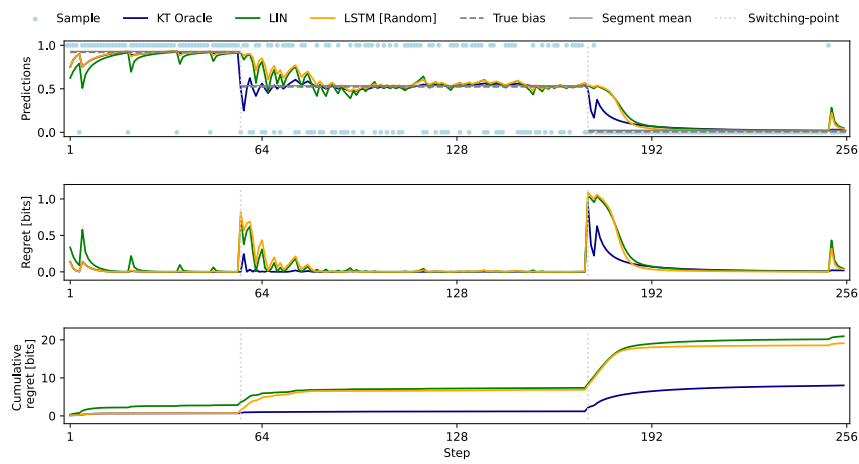 Sample KT Oracle LIN LSTM [Random] True bias Segment mean Switching-point
Predictions
1.0
0.5
0.0
1 64 128 192 256
Regret [bits]
1.0
0.5
0.0
1 64 128 192 256
Cumulative
regret [bits]
20
10
0
1 64 128 192 256
Step